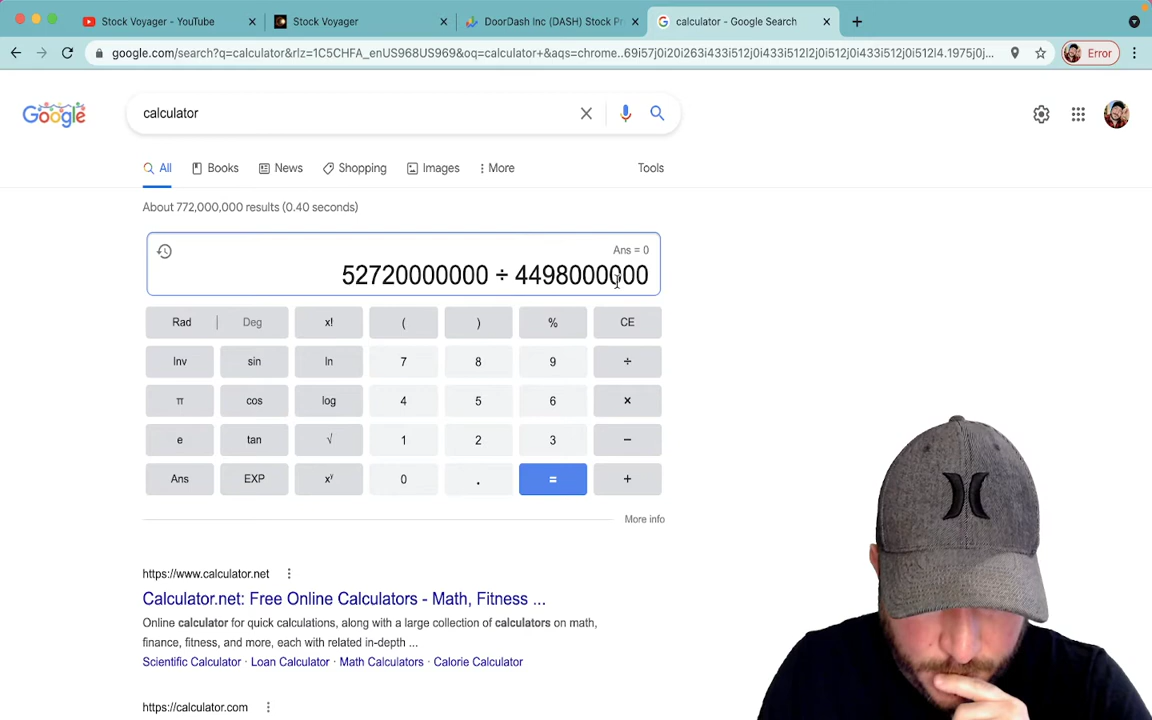 Stock Voyager - YouTube
Stock Voyager
DoorDash Inc (DASH) Stock Pr
calculator - Google Search
google.com/search?q=calculator&rlz=1C5CHFA_enUS968US969&oq=calculator+&aqs=chrome..69i57j0i20i263i433i512j0i433i512l2j0i512j0i433i512j0i512l4.1975j0j...
Error
Google
calculator
All
Books
News
Shopping
Images
More
Tools
About 772,000,000 results (0.40 seconds)
Ans = 0
52720000000 ÷ 4498000000
Rad Deg x! ( ) % CE
Inv sin ln 7 8 9 ÷
π cos log 4 5 6 ×
e tan √ 1 2 3 −
Ans EXP xʸ 0 . = +
More info
https://www.calculator.net
Calculator.net: Free Online Calculators - Math, Fitness ...
Online calculator for quick calculations, along with a large collection of calculators on math,
finance, fitness, and more, each with related in-depth ...
Scientific Calculator · Loan Calculator · Math Calculators · Calorie Calculator
https://calculator.com